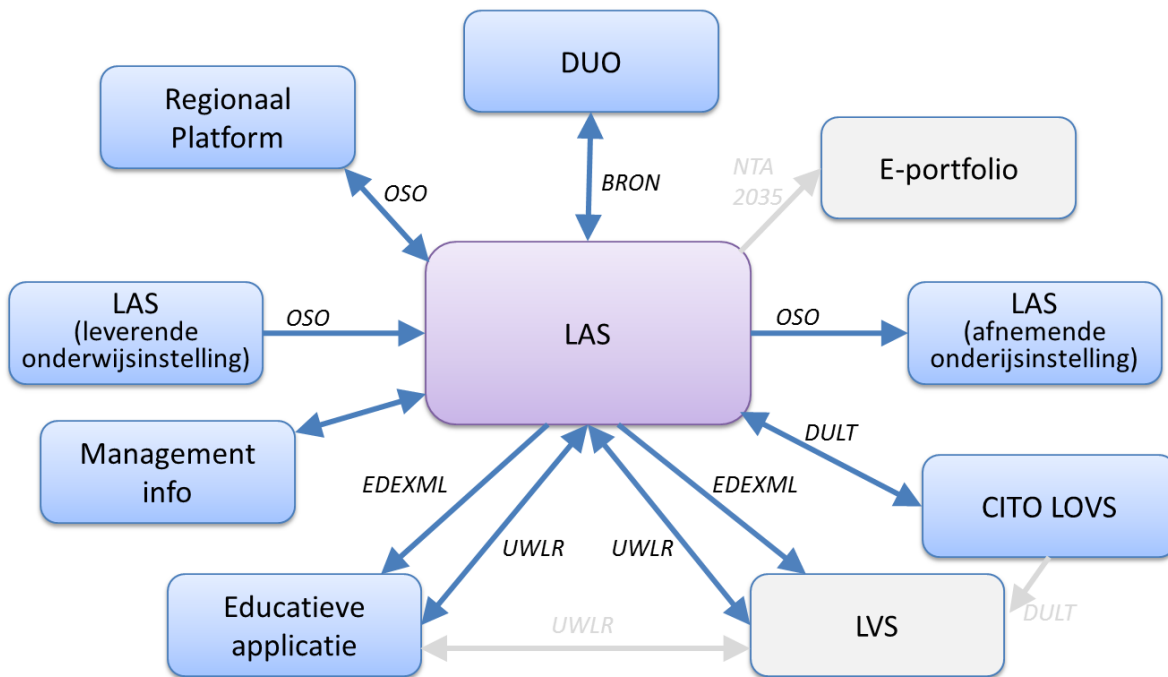 DUO
Regionaal
Platform
E-portfolio
NTA
2035
OSO
BRON
LAS
(leverende
onderwijsinstelling)
OSO
LAS
OSO
LAS
(afnemende
onderijsinstelling)
Management
info
DULT
EDEXML
EDEXML
CITO LOVS
UWLR
UWLR
Educatieve
applicatie
UWLR
LVS
DULT